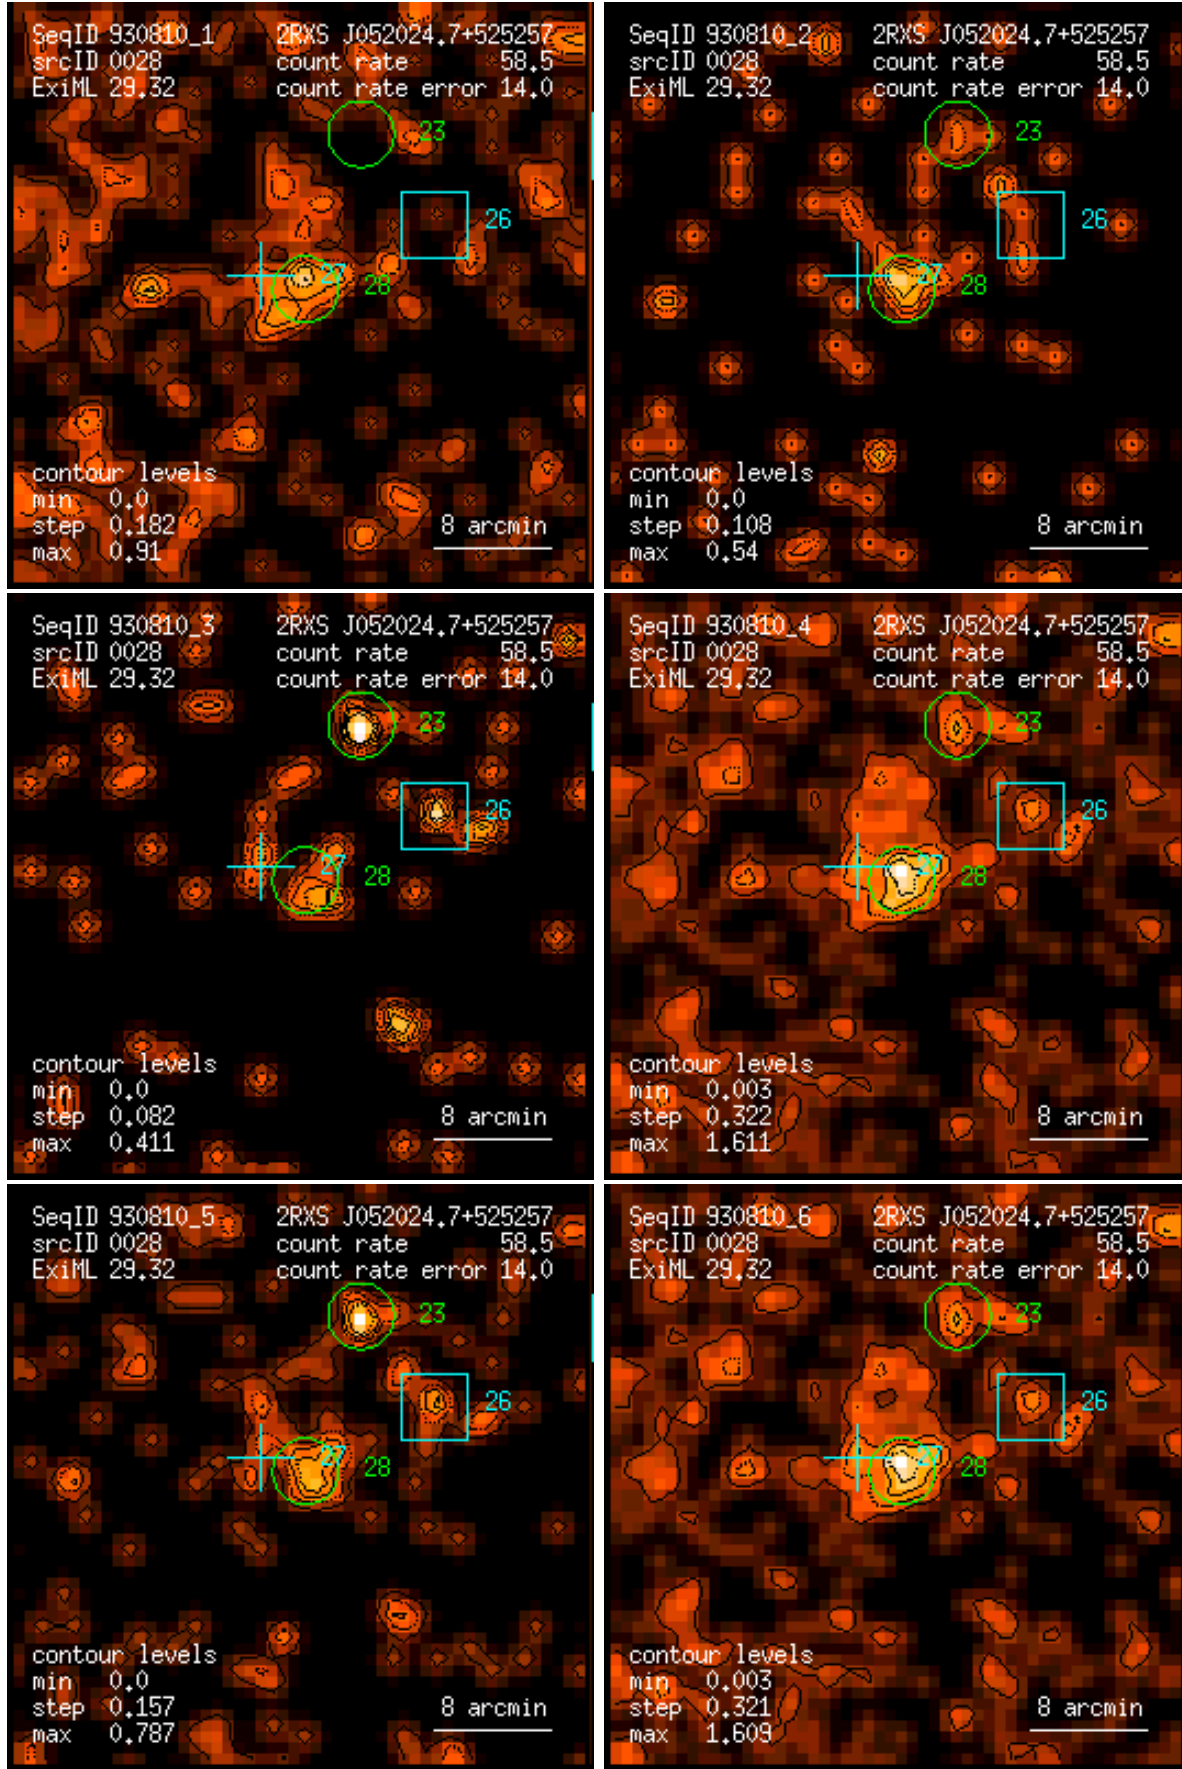 SeqID 930810_1 2RXS J052024.7+525257
srcID 0028 count rate 58.5
ExiML 29.32 count rate error 14.0
23
26
27
28
contour levels
min 0.0
step 0.182
max 0.91
8 arcmin
SeqID 930810_2 2RXS J052024.7+525257
srcID 0028 count rate 58.5
ExiML 29.32 count rate error 14.0
23
26
27
28
contour levels
min 0.0
step 0.108
max 0.54
8 arcmin
SeqID 930810_3 2RXS J052024.7+525257
srcID 0028 count rate 58.5
ExiML 29.32 count rate error 14.0
23
26
27
28
contour levels
min 0.0
step 0.082
max 0.411
8 arcmin
SeqID 930810_4 2RXS J052024.7+525257
srcID 0028 count rate 58.5
ExiML 29.32 count rate error 14.0
23
26
27
28
contour levels
min 0.003
step 0.322
max 1.611
8 arcmin
SeqID 930810_5 2RXS J052024.7+525257
srcID 0028 count rate 58.5
ExiML 29.32 count rate error 14.0
23
26
27
28
contour levels
min 0.0
step 0.157
max 0.787
8 arcmin
SeqID 930810_6 2RXS J052024.7+525257
srcID 0028 count rate 58.5
ExiML 29.32 count rate error 14.0
23
26
27
28
contour levels
min 0.003
step 0.321
max 1.609
8 arcmin